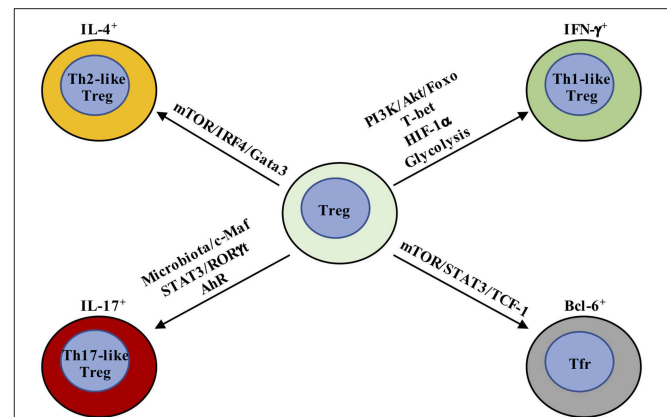 IL-4⁺
Th2-like
Treg
mTOR/IRF4/Gata3
IFN-γ⁺
Th1-like
Treg
PI3K/Akt/Foxo
T-bet
HIF-1α
Glycolysis
Treg
Microbiota/c-Maf
STAT3/RORγt
AhR
IL-17⁺
Th17-like
Treg
mTOR/STAT3/TCF-1
Bcl-6⁺
Tfr